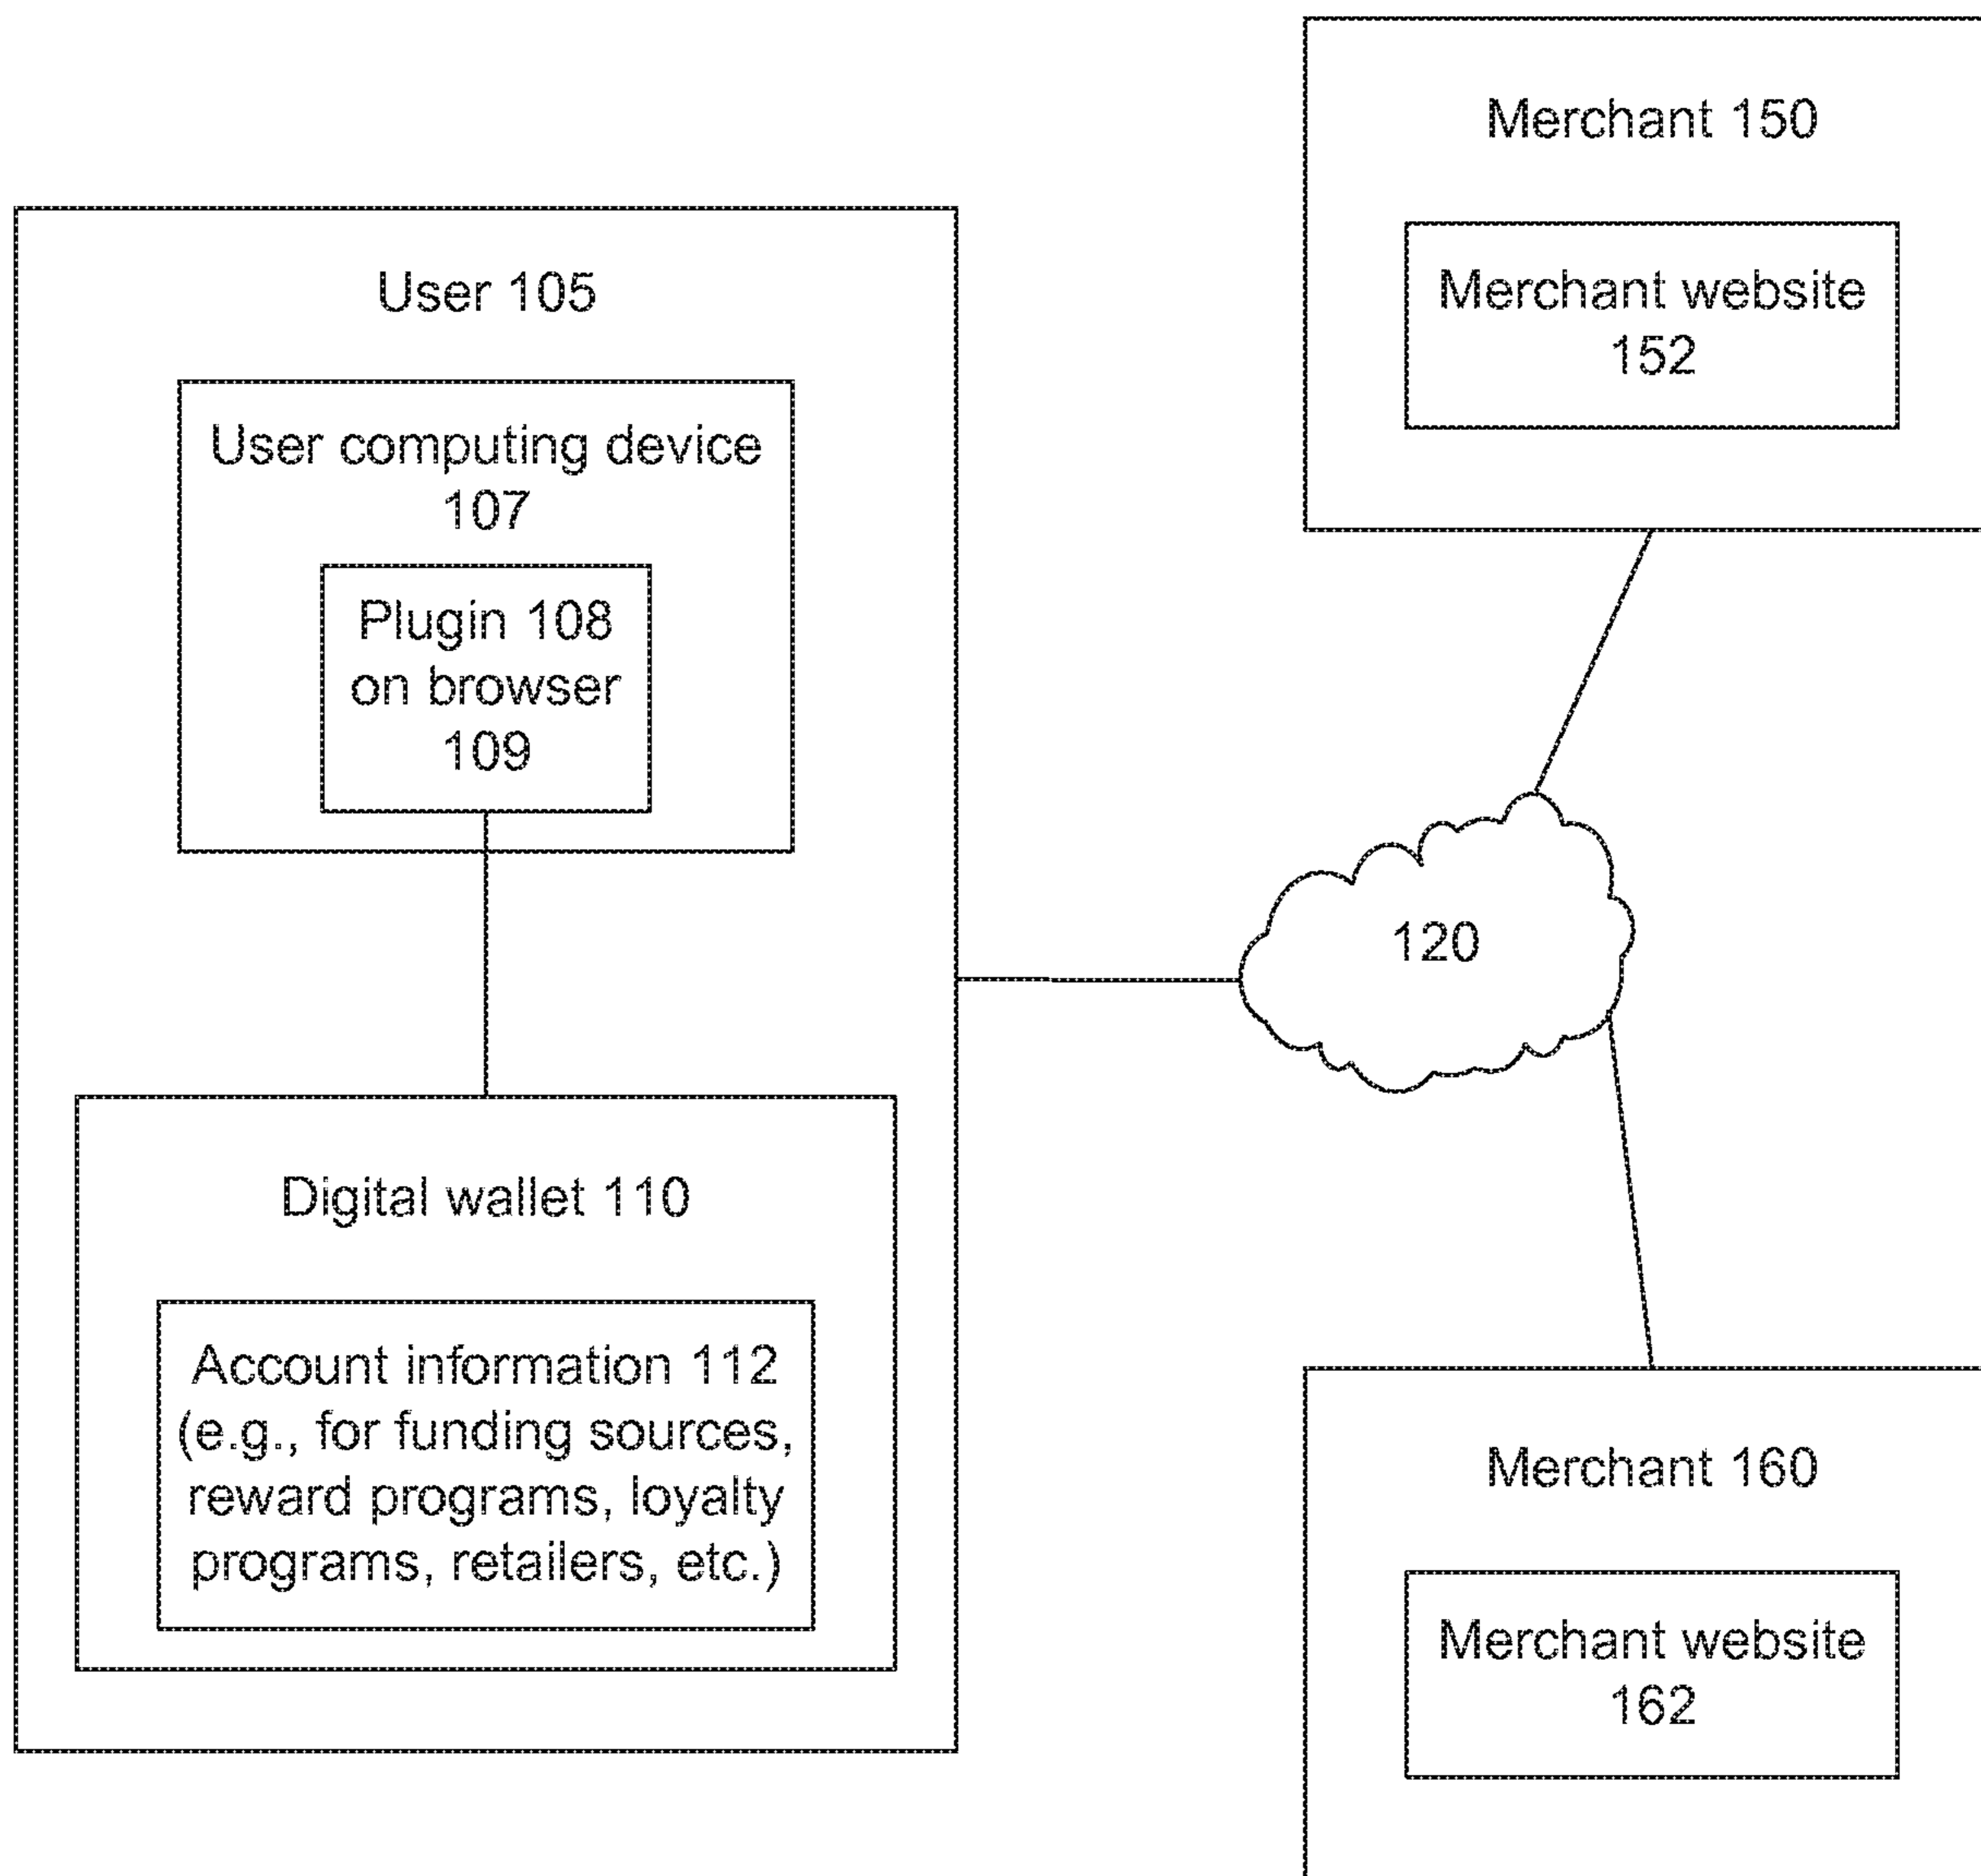 User 105
User computing device
107
Plugin 108
on browser
109
Digital wallet 110
Account information 112
(e.g., for funding sources,
reward programs, loyalty
programs, retailers, etc.)
120
Merchant 150
Merchant website
152
Merchant 160
Merchant website
162